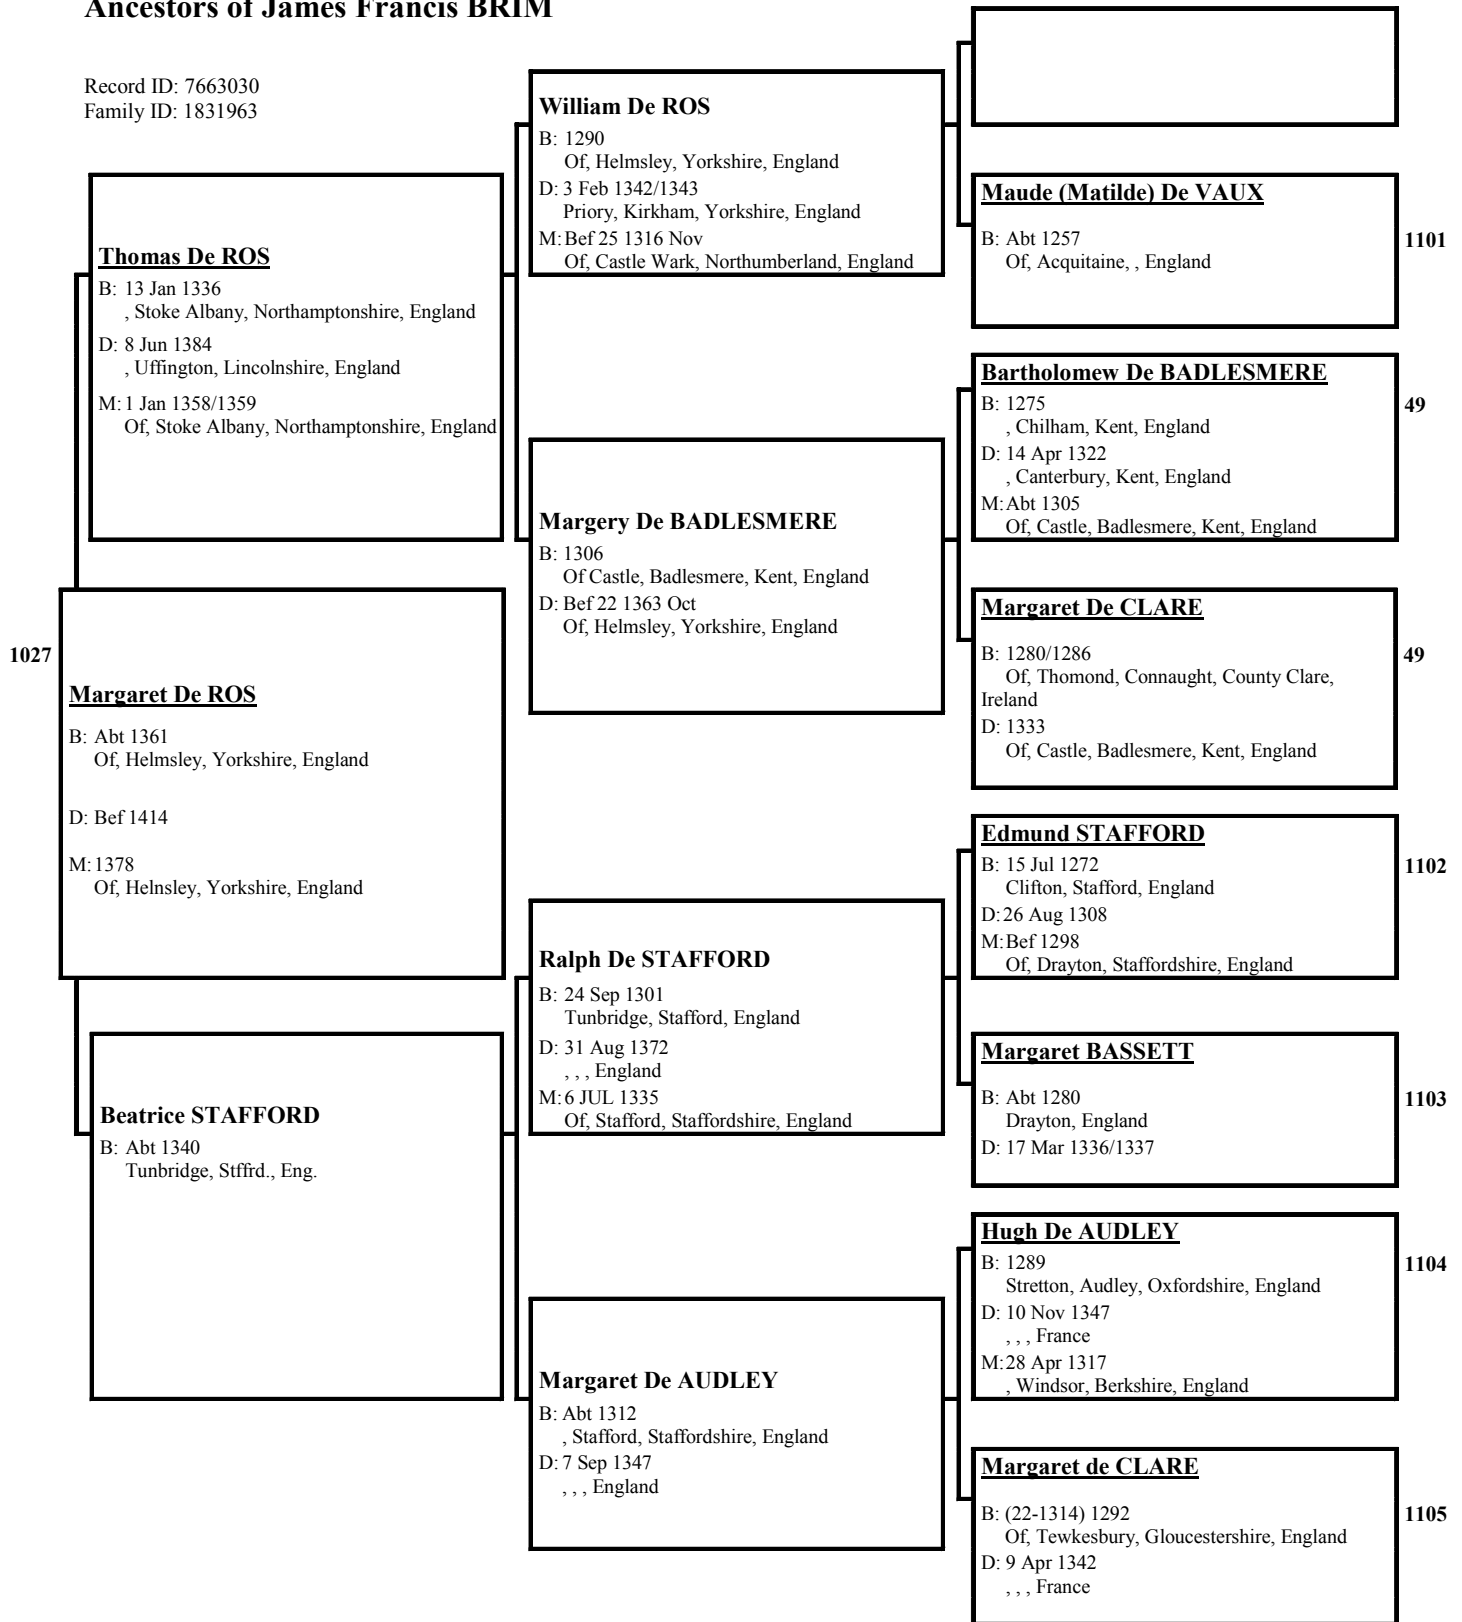 Ancestors of James Francis BRIM
Record ID: 7663030
Family ID: 1831963
Thomas De ROS
B: 13 Jan 1336
, Stoke Albany, Northamptonshire, England
D: 8 Jun 1384
, Uffington, Lincolnshire, England
M: 1 Jan 1358/1359
Of, Stoke Albany, Northamptonshire, England
1027
Margaret De ROS
B: Abt 1361
Of, Helmsley, Yorkshire, England
D: Bef 1414
M: 1378
Of, Helnsley, Yorkshire, England
Beatrice STAFFORD
B: Abt 1340
Tunbridge, Stffrd., Eng.
William De ROS
B: 1290
Of, Helmsley, Yorkshire, England
D: 3 Feb 1342/1343
Priory, Kirkham, Yorkshire, England
M: Bef 25 1316 Nov
Of, Castle Wark, Northumberland, England
Margery De BADLESMERE
B: 1306
Of Castle, Badlesmere, Kent, England
D: Bef 22 1363 Oct
Of, Helmsley, Yorkshire, England
Ralph De STAFFORD
B: 24 Sep 1301
Tunbridge, Stafford, England
D: 31 Aug 1372
, , , England
M: 6 JUL 1335
Of, Stafford, Staffordshire, England
Margaret De AUDLEY
B: Abt 1312
, Stafford, Staffordshire, England
D: 7 Sep 1347
, , , England
Maude (Matilde) De VAUX
B: Abt 1257
Of, Acquitaine, , England
1101
Bartholomew De BADLESMERE
B: 1275
, Chilham, Kent, England
D: 14 Apr 1322
, Canterbury, Kent, England
M: Abt 1305
Of, Castle, Badlesmere, Kent, England
49
Margaret De CLARE
B: 1280/1286
Of, Thomond, Connaught, County Clare,
Ireland
D: 1333
Of, Castle, Badlesmere, Kent, England
49
Edmund STAFFORD
B: 15 Jul 1272
Clifton, Stafford, England
D: 26 Aug 1308
M: Bef 1298
Of, Drayton, Staffordshire, England
1102
Margaret BASSETT
B: Abt 1280
Drayton, England
D: 17 Mar 1336/1337
1103
Hugh De AUDLEY
B: 1289
Stretton, Audley, Oxfordshire, England
D: 10 Nov 1347
, , , France
M: 28 Apr 1317
, Windsor, Berkshire, England
1104
Margaret de CLARE
B: (22-1314) 1292
Of, Tewkesbury, Gloucestershire, England
D: 9 Apr 1342
, , , France
1105